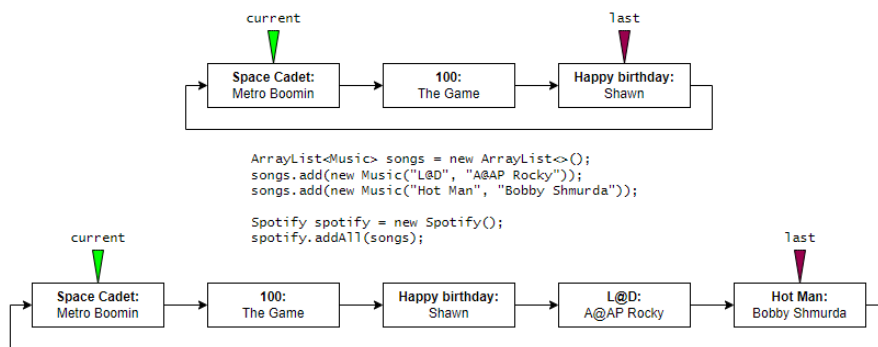 current last
Space Cadet: 100: Happy birthday:
Metro Boomin The Game Shawn
ArrayList<Music> songs = new ArrayList<>();
songs.add(new Music("L@D", "A@AP Rocky"));
songs.add(new Music("Hot Man", "Bobby Shmurda"));
Spotify spotify = new Spotify();
spotify.addAll(songs);
current last
Space Cadet: 100: Happy birthday: L@D: Hot Man:
Metro Boomin The Game Shawn A@AP Rocky Bobby Shmurda